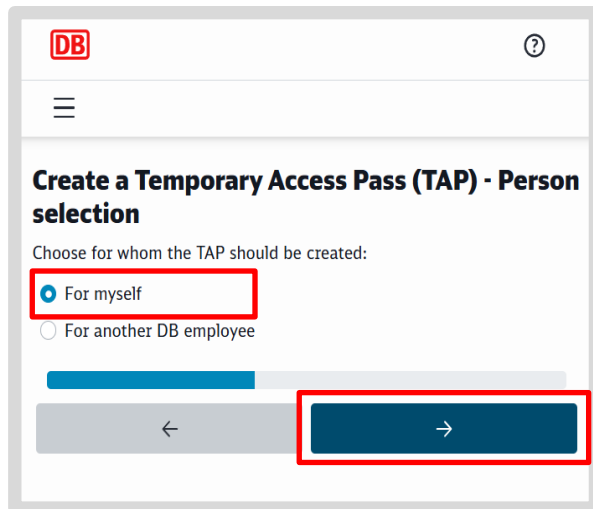 DB
Create a Temporary Access Pass (TAP) - Person
selection
Choose for whom the TAP should be created:
For myself
For another DB employee